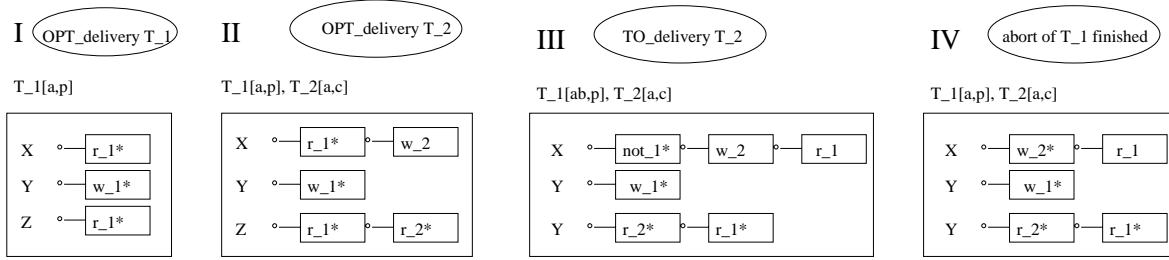 I OPT_delivery T_1
T_1[a,p]
X r_1*
Y w_1*
Z r_1*
II OPT_delivery T_2
T_1[a,p], T_2[a,c]
X r_1* w_2
Y w_1*
Z r_1* r_2*
III TO_delivery T_2
T_1[ab,p], T_2[a,c]
X not_1* w_2 r_1
Y w_1*
Y r_2* r_1*
IV abort of T_1 finished
T_1[a,p], T_2[a,c]
X w_2* r_1
Y w_1*
Y r_2* r_1*